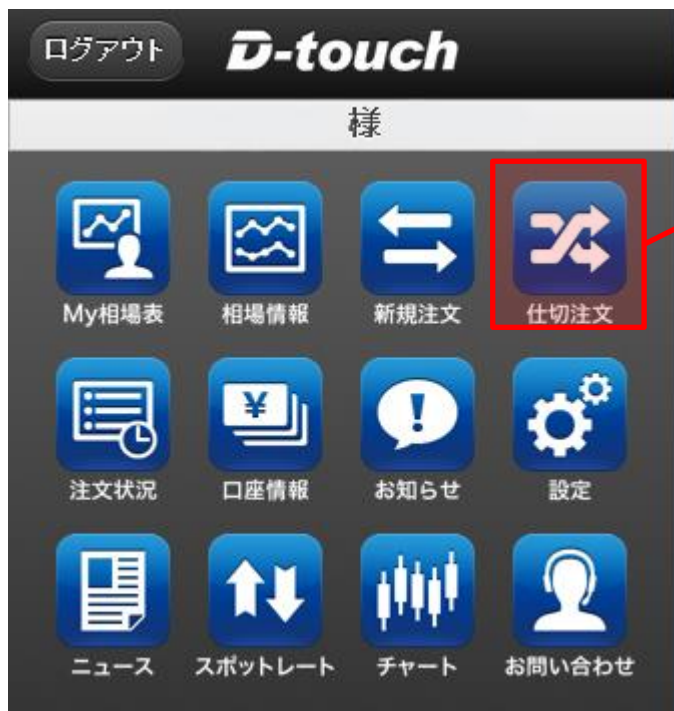 ログアウト D-touch
様
My相場表 相場情報 新規注文 仕切注文
¥
注文状況 口座情報 お知らせ 設定
ニュース スポットレート チャート お問い合わせ